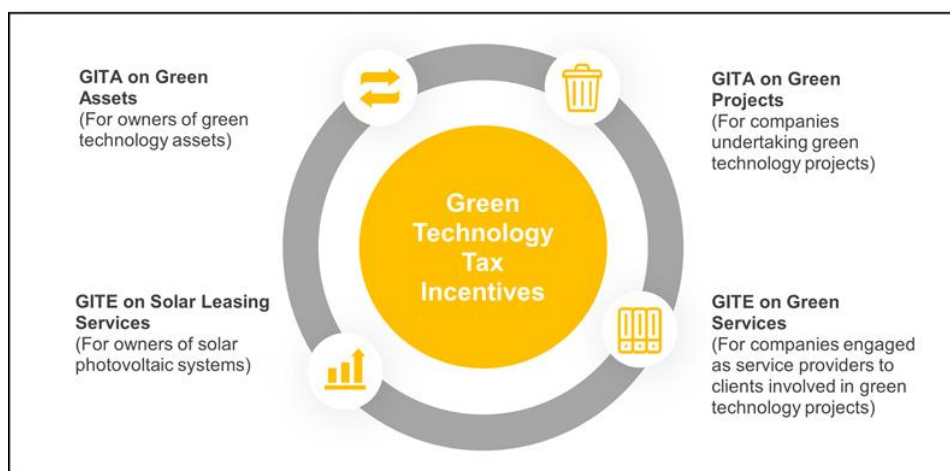 GITA on Green
Assets
(For owners of green
technology assets)
GITA on Green
Projects
(For companies
undertaking green
technology projects)
Green
Technology
Tax
Incentives
GITE on Solar Leasing
Services
(For owners of solar
photovoltaic systems)
GITE on Green
Services
(For companies engaged
as service providers to
clients involved in green
technology projects)